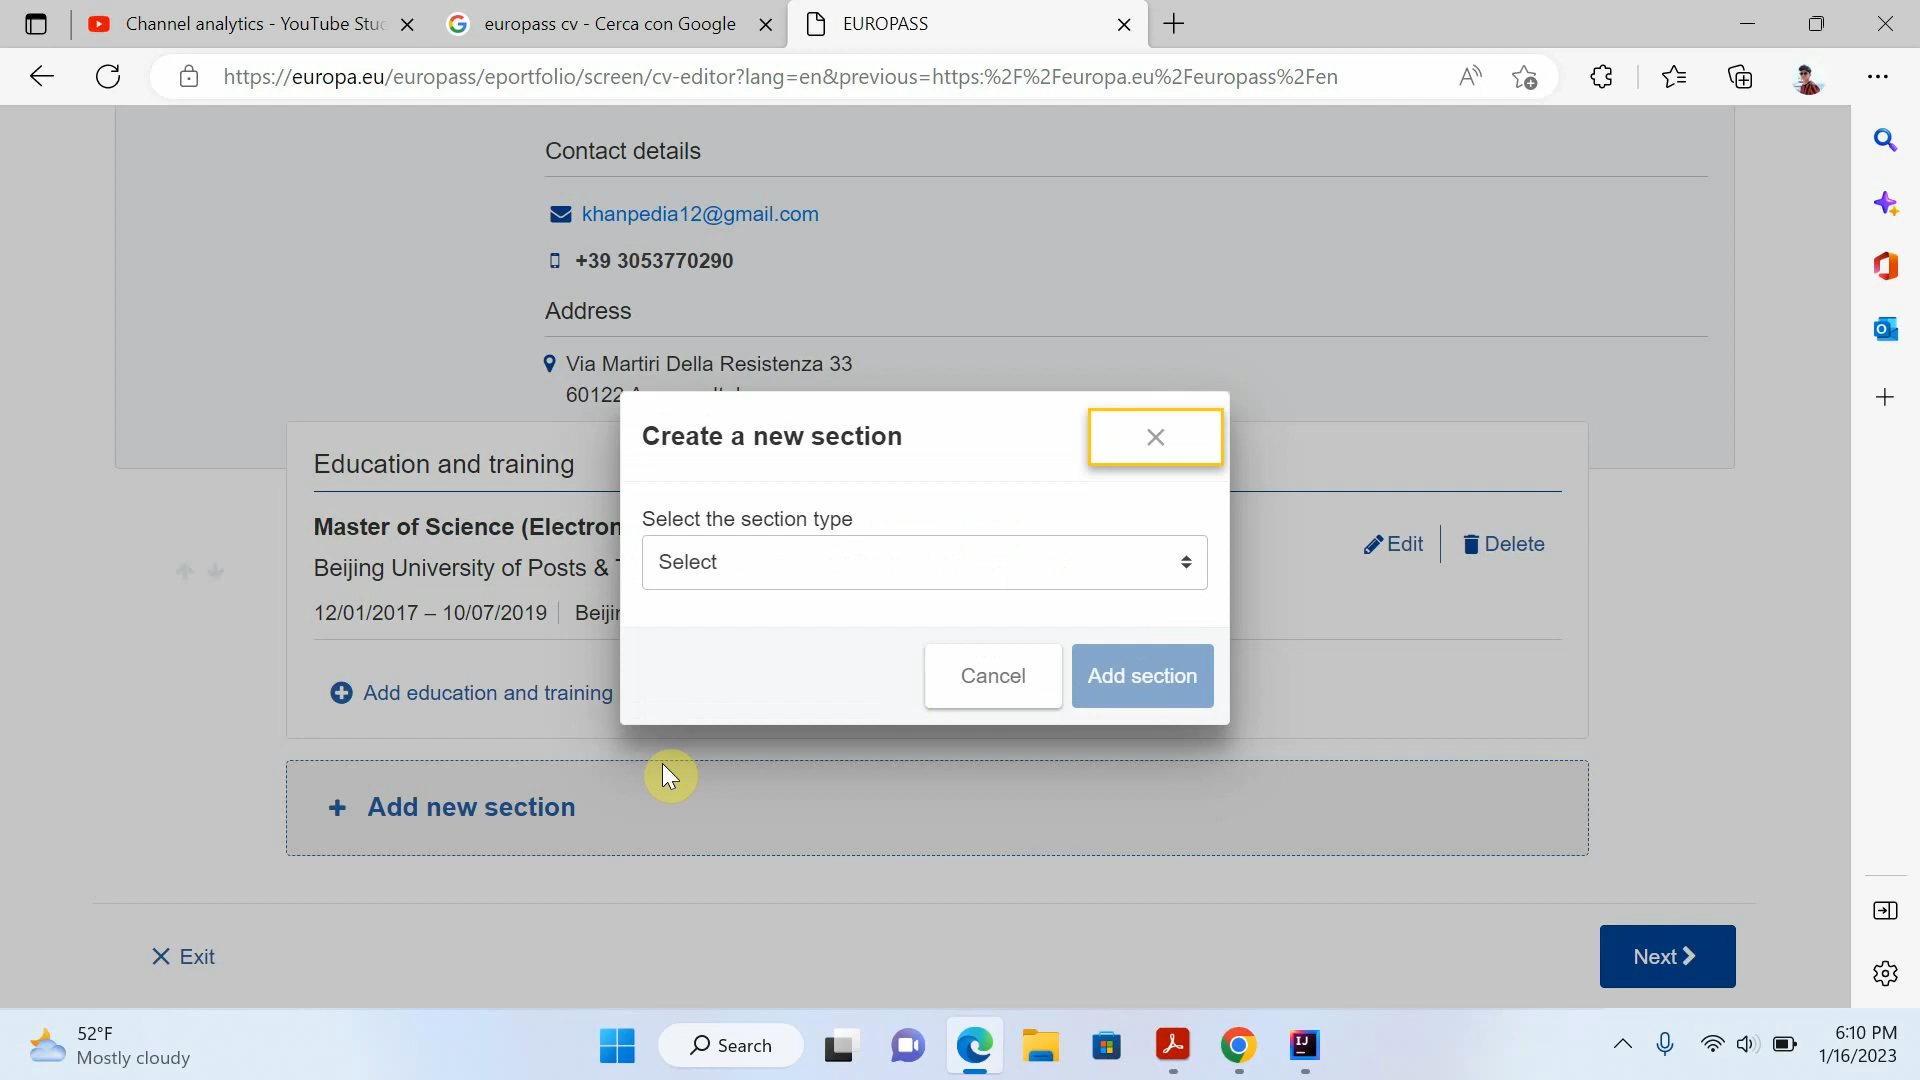 Channel analytics - YouTube Stu
europass cv - Cerca con Google
EUROPASS
https://europa.eu/europass/eportfolio/screen/cv-editor?lang=en&previous=https:%2F%2Feuropa.eu%2Feuropass%2Fen
Contact details
khanpedia12@gmail.com
+39 3053770290
Address
Via Martiri Della Resistenza 33
60122
Create a new section
Education and training
Select the section type
Master of Science (Electron
Edit
Delete
Select
Beijing University of Posts &
12/01/2017 – 10/07/2019
Beijin
Cancel
Add section
Add education and training
+ Add new section
Exit
Next
52°F
Mostly cloudy
Search
6:10 PM
1/16/2023